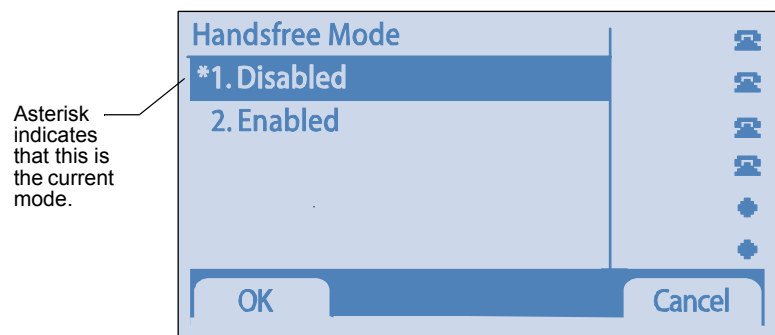 Handsfree Mode
*1. Disabled
2. Enabled
Asterisk
indicates
that this is
the current
mode.
OK
Cancel